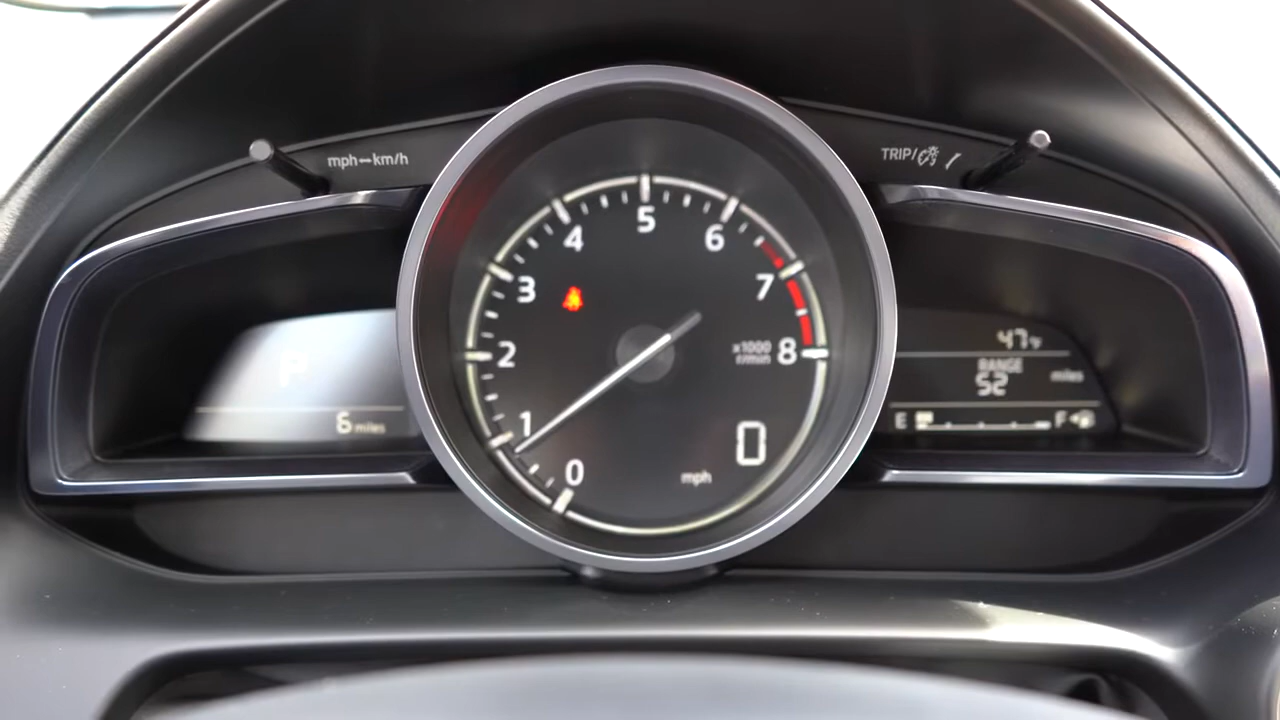 mph↔km/h
TRIP/
5
4
6
3
7
2
x1000
r/min
8
1
0
0
mph
P
6 miles
47°F
RANGE
52 miles
E
F